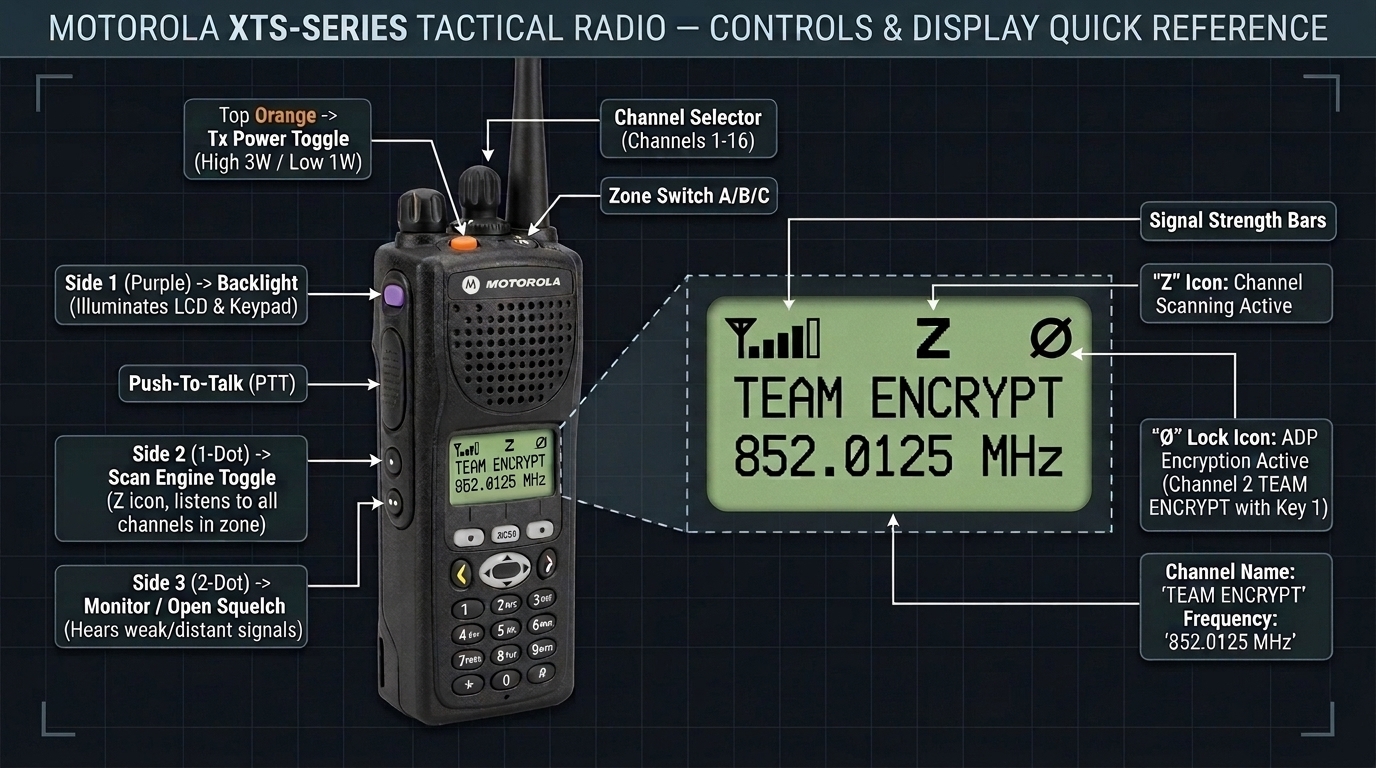 MOTOROLA XTS-SERIES TACTICAL RADIO — CONTROLS & DISPLAY QUICK REFERENCE
Top Orange ->
Tx Power Toggle
(High 3W / Low 1W)
Channel Selector
(Channels 1-16)
Zone Switch A/B/C
Side 1 (Purple) -> Backlight
(Illuminates LCD & Keypad)
Push-To-Talk (PTT)
Side 2 (1-Dot) ->
Scan Engine Toggle
(Z icon, listens to all
channels in zone)
Side 3 (2-Dot) ->
Monitor / Open Squelch
(Hears weak/distant signals)
MOTOROLA
Z Ø
TEAM ENCRYPT
852.0125 MHz
1 2 3
4 5 6
7 8 9
* 0
Z Ø
TEAM ENCRYPT
852.0125 MHz
Signal Strength Bars
"Z" Icon: Channel
Scanning Active
"Ø" Lock Icon: ADP
Encryption Active
(Channel 2 TEAM
ENCRYPT with Key 1)
Channel Name:
'TEAM ENCRYPT'
Frequency:
'852.0125 MHz'